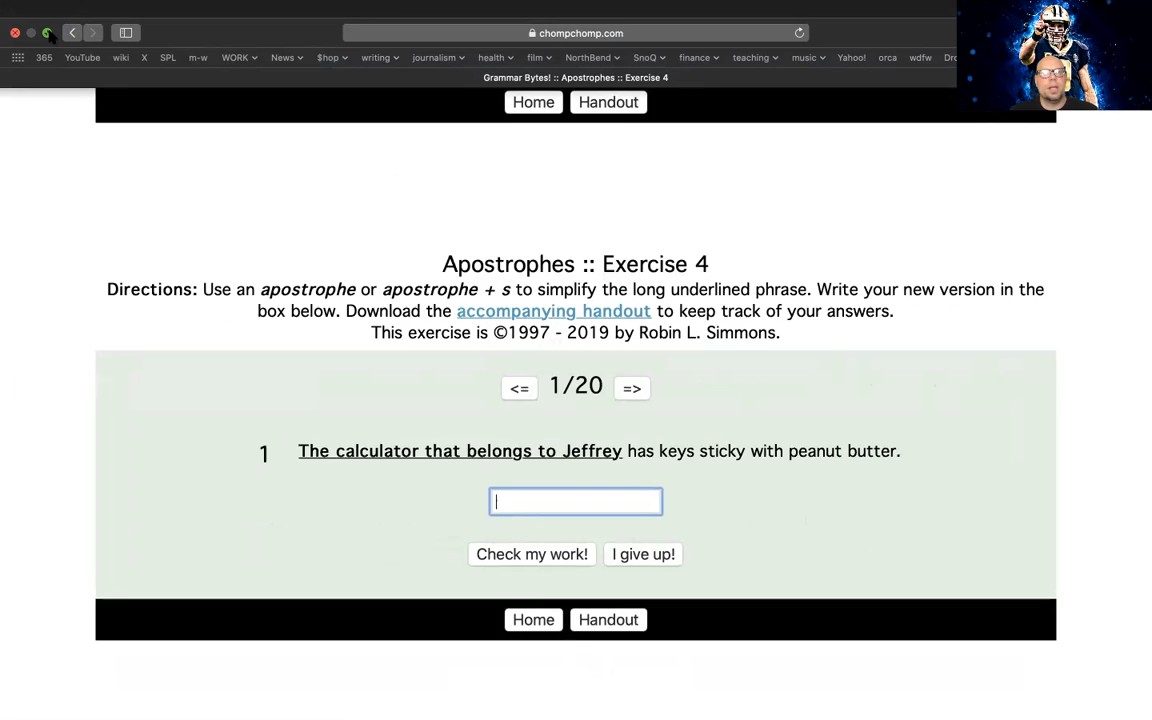 chompchomp.com
365 YouTube wiki X SPL m-w WORK News $hop writing journalism health film NorthBend SnoQ finance teaching music Yahoo! orca wdfw
Grammar Bytes! :: Apostrophes :: Exercise 4
Home Handout
Apostrophes :: Exercise 4
Directions: Use an apostrophe or apostrophe + s to simplify the long underlined phrase. Write your new version in the
box below. Download the accompanying handout to keep track of your answers.
This exercise is ©1997 - 2019 by Robin L. Simmons.
<= 1/20 =>
1 The calculator that belongs to Jeffrey has keys sticky with peanut butter.
Check my work! I give up!
Home Handout